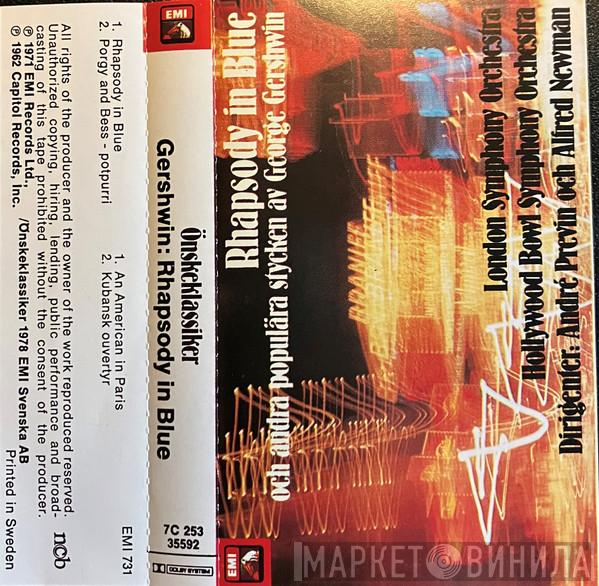 Rhapsody in Blue
och andra populära stycken av George Gershwin
London Symphony Orchestra
Hollywood Bowl Symphony Orchestra
Dirigenter: André Previn och Alfred Newman
EMI
EMI
Önskeklassiker
Gershwin: Rhapsody in Blue
7C 253
35592
DOLBY SYSTEM
1. Rhapsody in Blue
2. Porgy and Bess - potpurri
1. An American in Paris
2. Kubansk ouvertyr
EMI 731
All rights of the producer and the owner of the work reproduced reserved.
Unauthorized copying, hiring, lending, public performance and broad-
casting of this tape prohibited without the consent of the producer.
℗ 1971 EMI Records Ltd., /Önskeklassiker 1978 EMI Svenska AB
℗ 1962 Capitol Records, Inc.
ncb
Printed in Sweden
МАРКЕТ ВИНИЛА